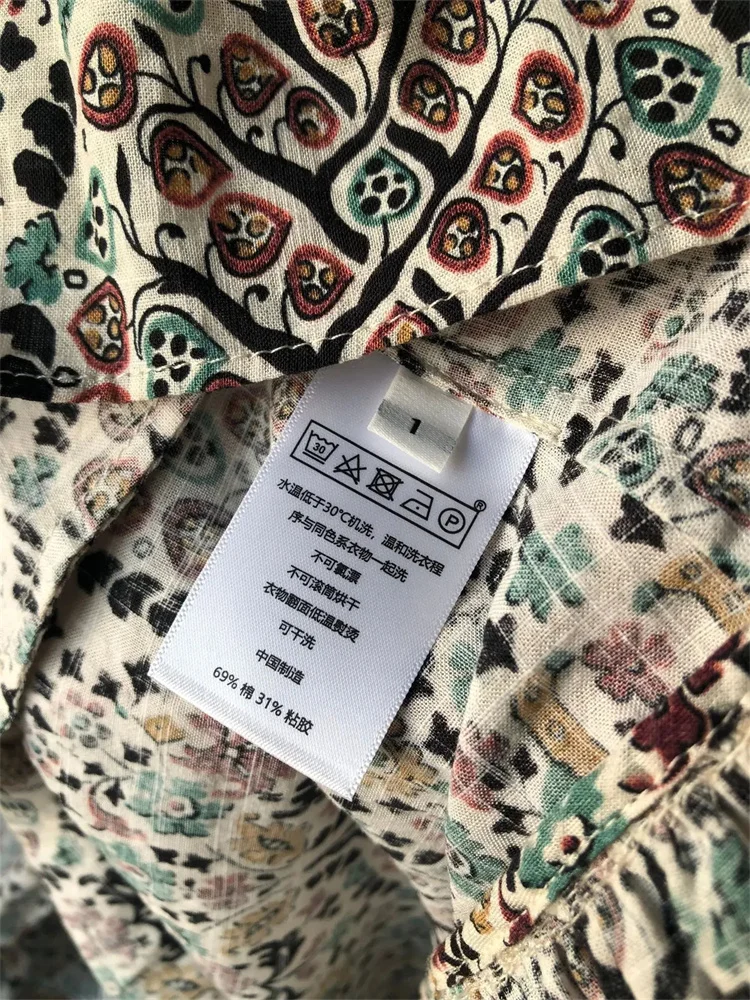 1
30
P
®
水温低于30℃机洗，温和洗衣程
序与同色系衣物一起洗
不可氯漂
不可滚筒烘干
衣物翻面低温熨烫
可干洗
中国制造
69% 棉 31% 粘胶